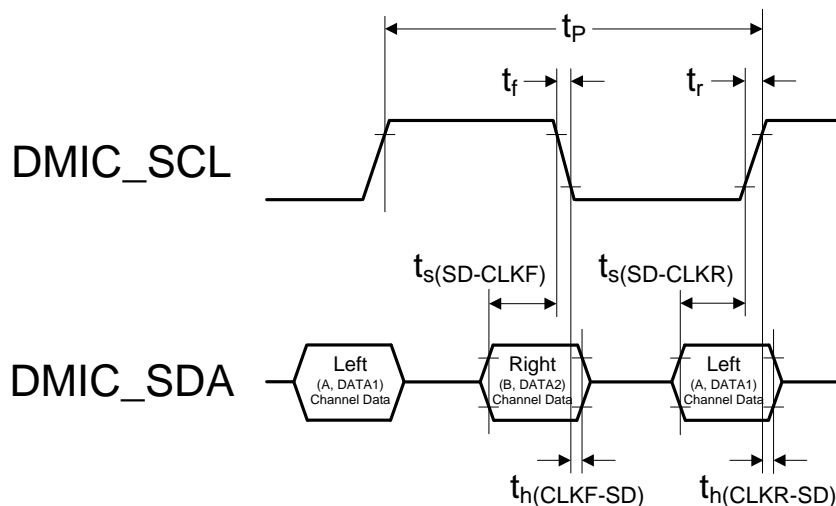 tP
tf
tr
DMIC_SCL
ts(SD-CLKF)
ts(SD-CLKR)
DMIC_SDA
Left
(A, DATA1)
Channel Data
Right
(B, DATA2)
Channel Data
Left
(A, DATA1)
Channel Data
th(CLKF-SD)
th(CLKR-SD)